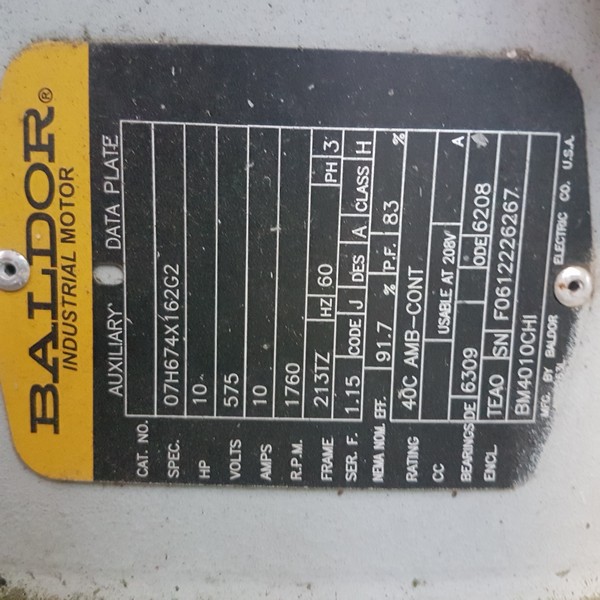 BALDOR®
INDUSTRIAL MOTOR
AUXILIARY DATA PLATE
CAT. NO.
SPEC. 07H674X162G2
HP 10
VOLTS 575
AMPS 10
R.P.M. 1760
FRAME 213TZ HZ 60 PH 3
SER. F. 1.15 CODE J DES A CLASS H
NEMA NOM. EFF. 91.7 % P.F. 83 %
RATING 40C AMB-CONT
CC USABLE AT 208V A
BEARINGS DE 6309 ODE 6208
ENCL. TEAO SN F0612226267
BM4010CHI
MFG. BY BALDOR ELECTRIC CO. U.S.A.